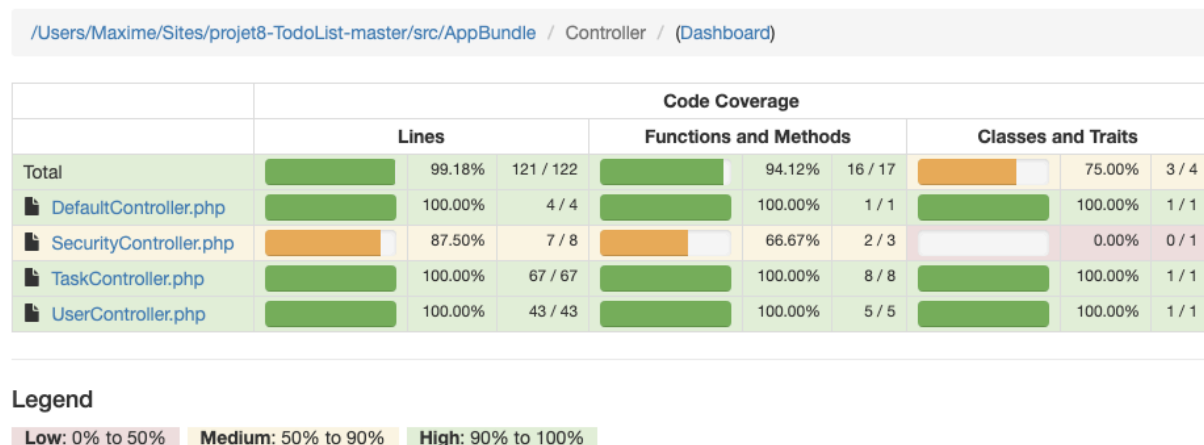 /Users/Maxime/Sites/projet8-TodoList-master/src/AppBundle / Controller / (Dashboard)
Code Coverage
Lines Functions and Methods Classes and Traits
Total 99.18% 121 / 122 94.12% 16 / 17 75.00% 3 / 4
DefaultController.php 100.00% 4 / 4 100.00% 1 / 1 100.00% 1 / 1
SecurityController.php 87.50% 7 / 8 66.67% 2 / 3 0.00% 0 / 1
TaskController.php 100.00% 67 / 67 100.00% 8 / 8 100.00% 1 / 1
UserController.php 100.00% 43 / 43 100.00% 5 / 5 100.00% 1 / 1
Legend
Low: 0% to 50% Medium: 50% to 90% High: 90% to 100%